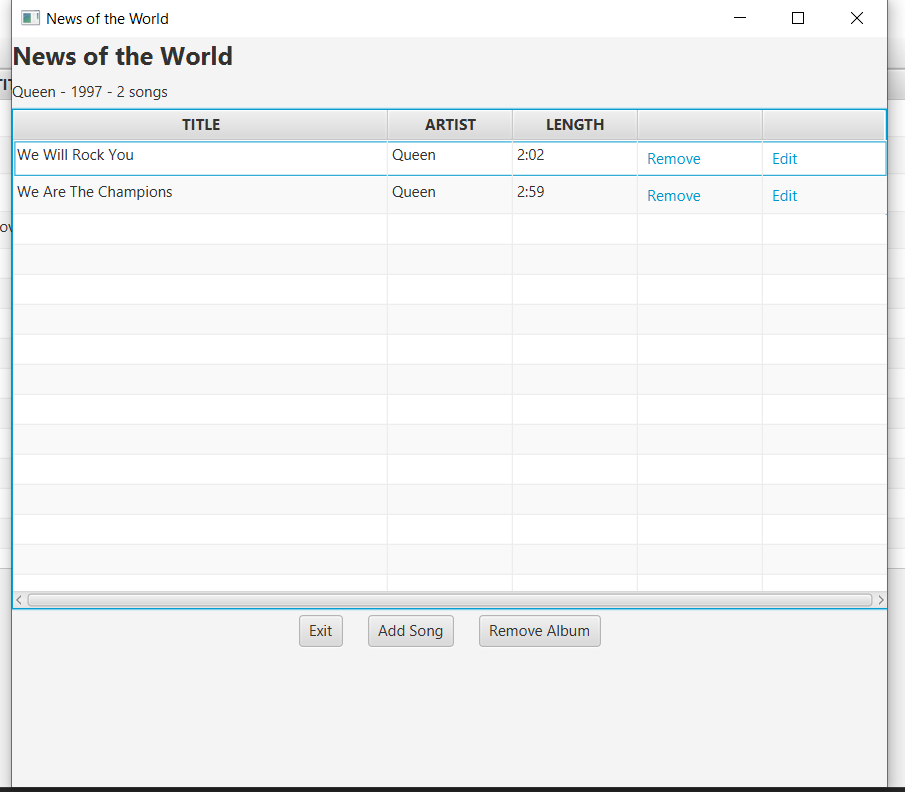 News of the World
News of the World
Queen - 1997 - 2 songs
TITLE ARTIST LENGTH
We Will Rock You Queen 2:02 Remove Edit
We Are The Champions Queen 2:59 Remove Edit
Exit Add Song Remove Album